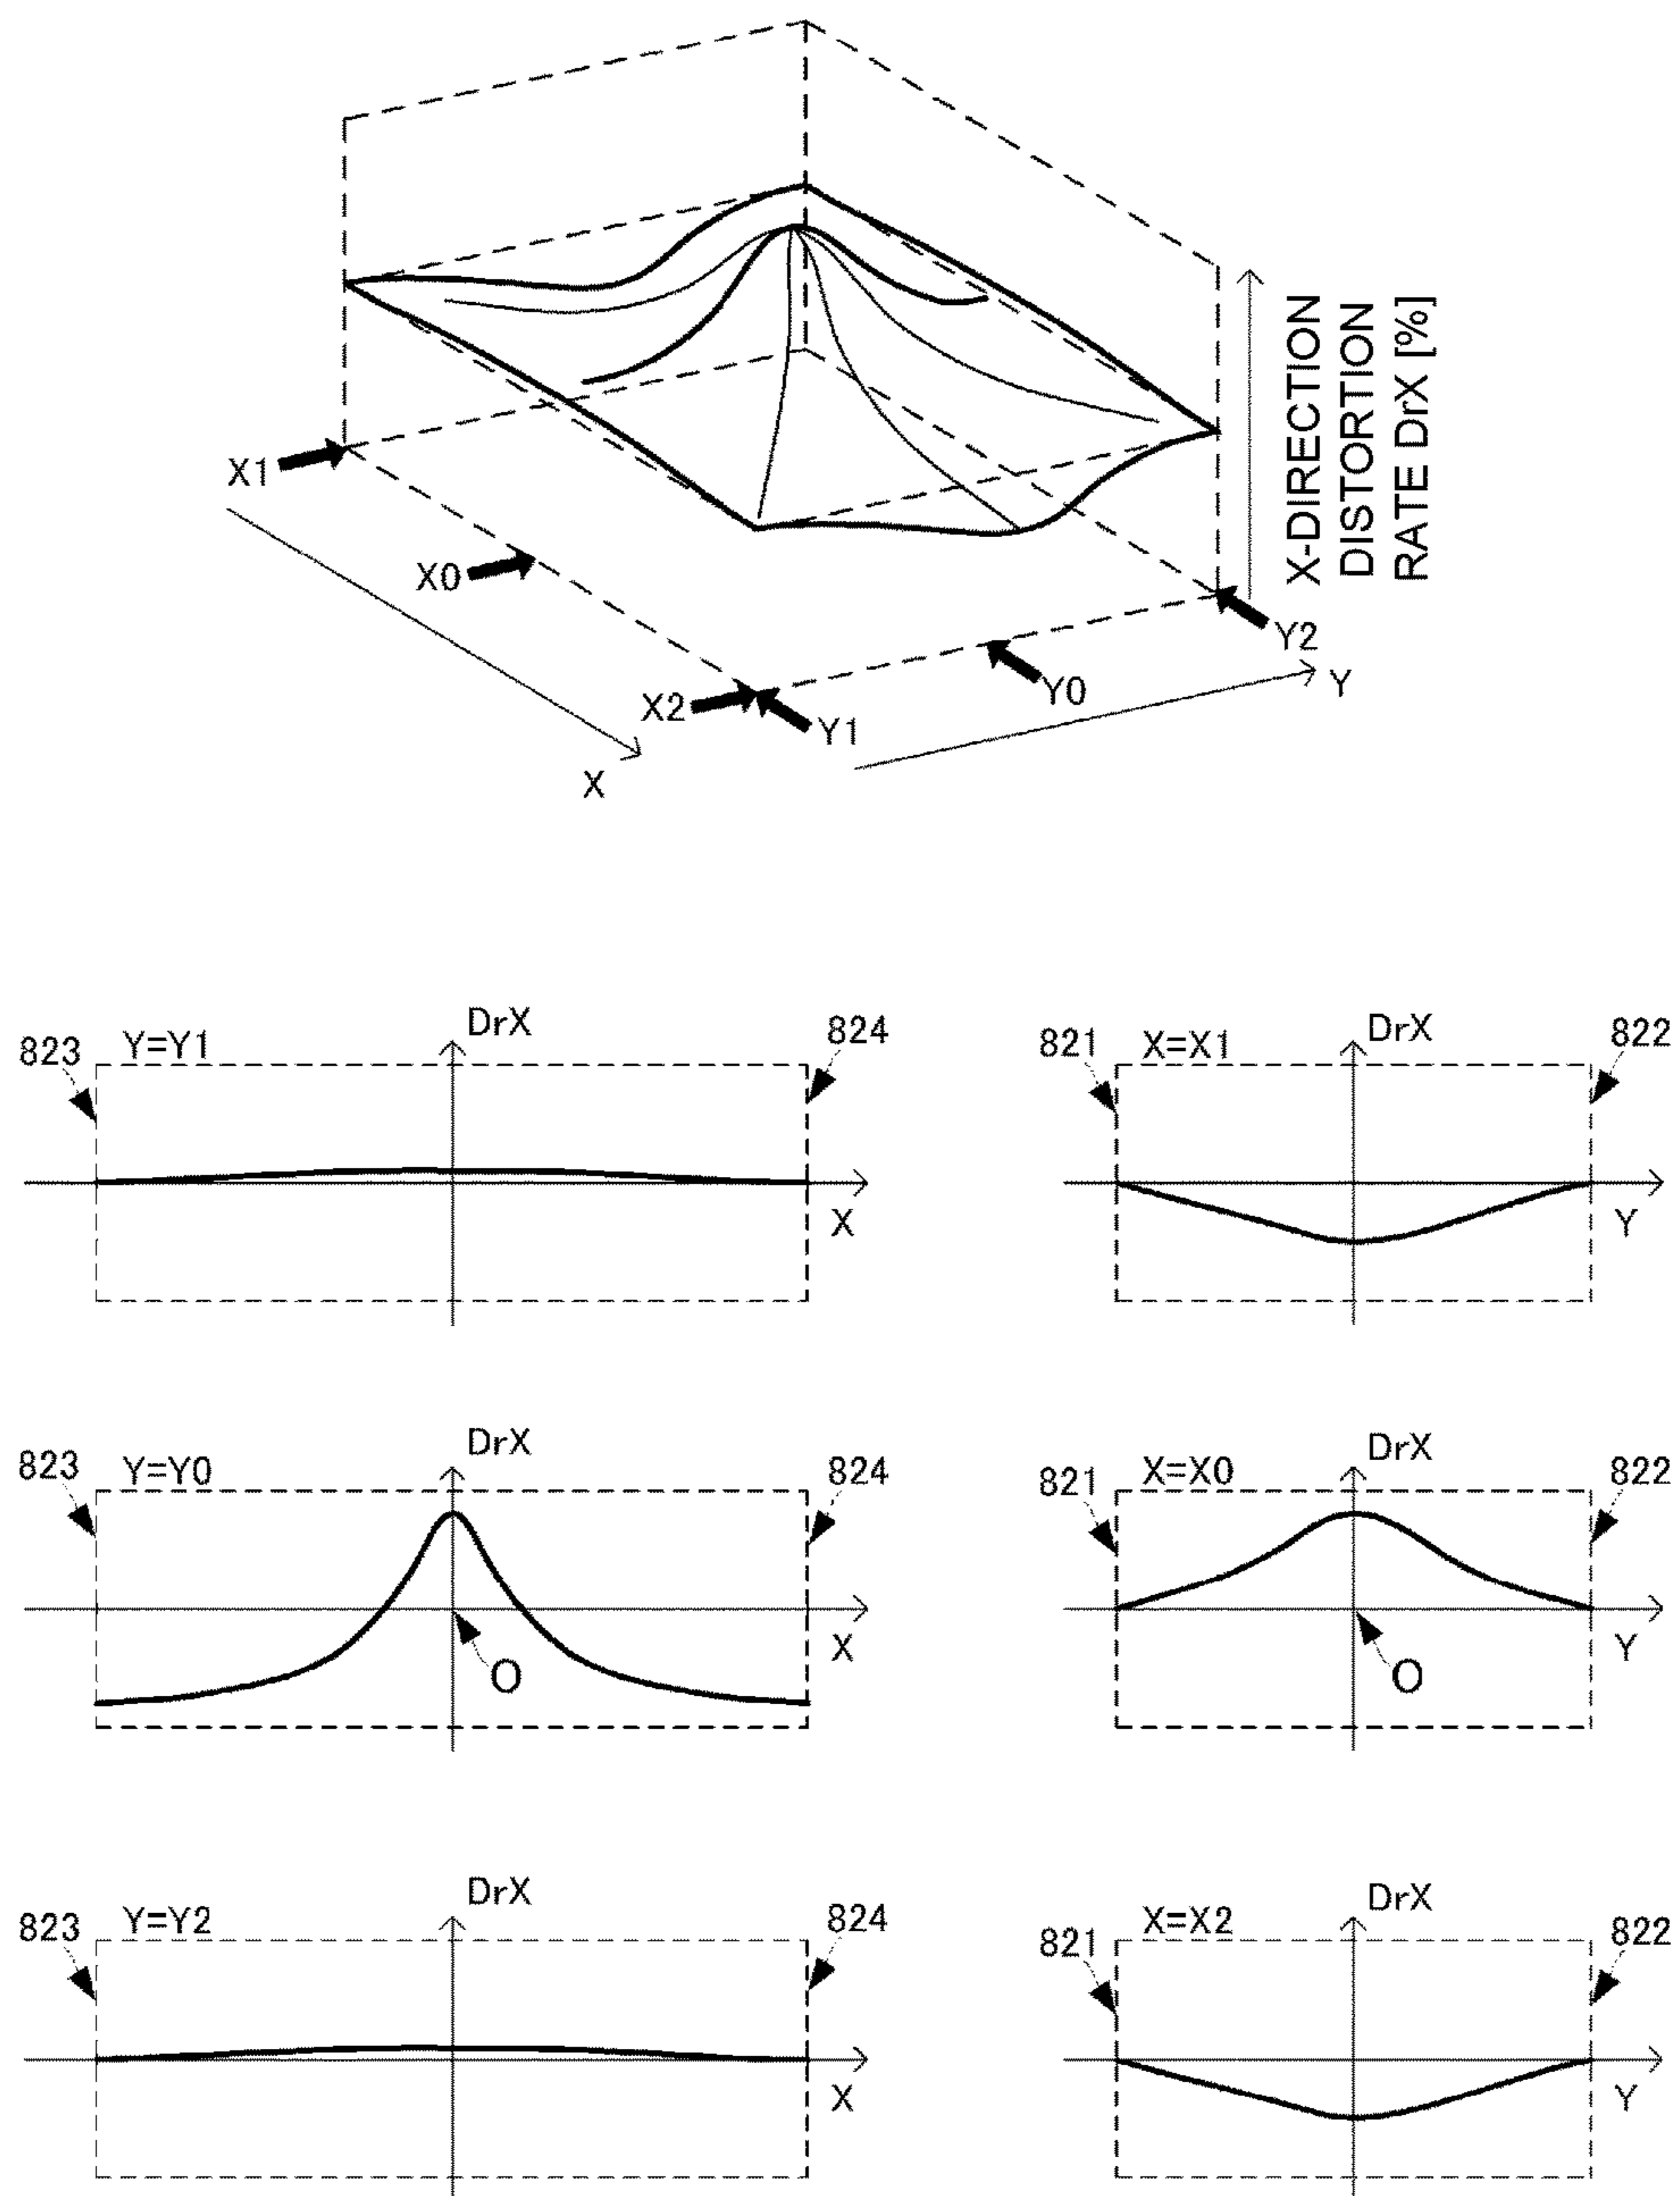 X-DIRECTION
DISTORTION
RATE DrX [%]
X1
X0
X2
Y1
Y0
Y2
X
Y
823
Y=Y1
DrX
824
X
821
X=X1
DrX
822
Y
823
Y=Y0
DrX
824
X
O
821
X=X0
DrX
822
Y
O
823
Y=Y2
DrX
824
X
821
X=X2
DrX
822
Y